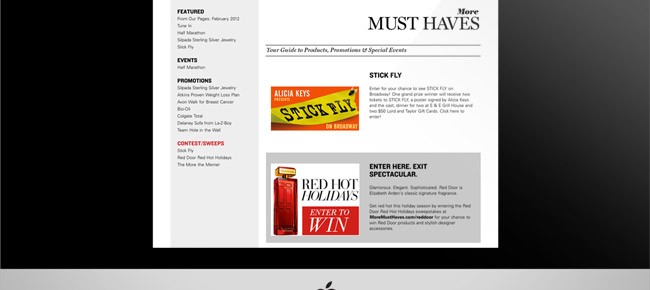 FEATURED
From Our Pages: February 2012
Tune In
Half Marathon
Silpada Sterling Silver Jewelry
Stick Fly
EVENTS
Half Marathon
PROMOTIONS
Silpada Sterling Silver Jewelry
Atkins Proven Weight Loss Plan
Avon Walk for Breast Cancer
Bio-Oil
Colgate Total
Delaney Sofa from La-Z-Boy
Team Hole in the Wall
CONTEST/SWEEPS
Stick Fly
Red Door Red Hot Holidays
The More the Merrier
More
MUST HAVES
Your Guide to Products, Promotions & Special Events
ALICIA KEYS
PRESENTS
STICK FLY
ON BROADWAY
STICK FLY
Enter for your chance to see STICK FLY on
Broadway! One grand prize winner will receive two
tickets to STICK FLY, a poster signed by Alicia Keys
and the cast, dinner for two at E & E Grill House and
two $50 Lord and Taylor Gift Cards. Click here to
enter!
RED HOT
HOLIDAYS
ENTER TO
WIN
ENTER HERE. EXIT
SPECTACULAR.
Glamorous. Elegant. Sophisticated. Red Door is
Elizabeth Arden's classic signature fragrance.
Get red hot this holiday season by entering the Red
Door Red Hot Holidays sweepstakes at
MoreMustHaves.com/reddoor for your chance to
win Red Door products and stylish designer
accessories.